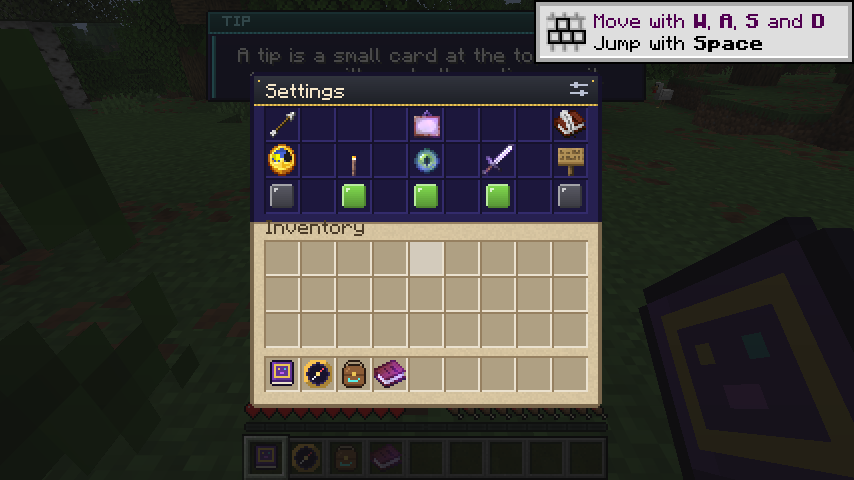 TIP
Move with W, A, S and D
Jump with Space
A tip is a small card at the to
Settings
Inventory